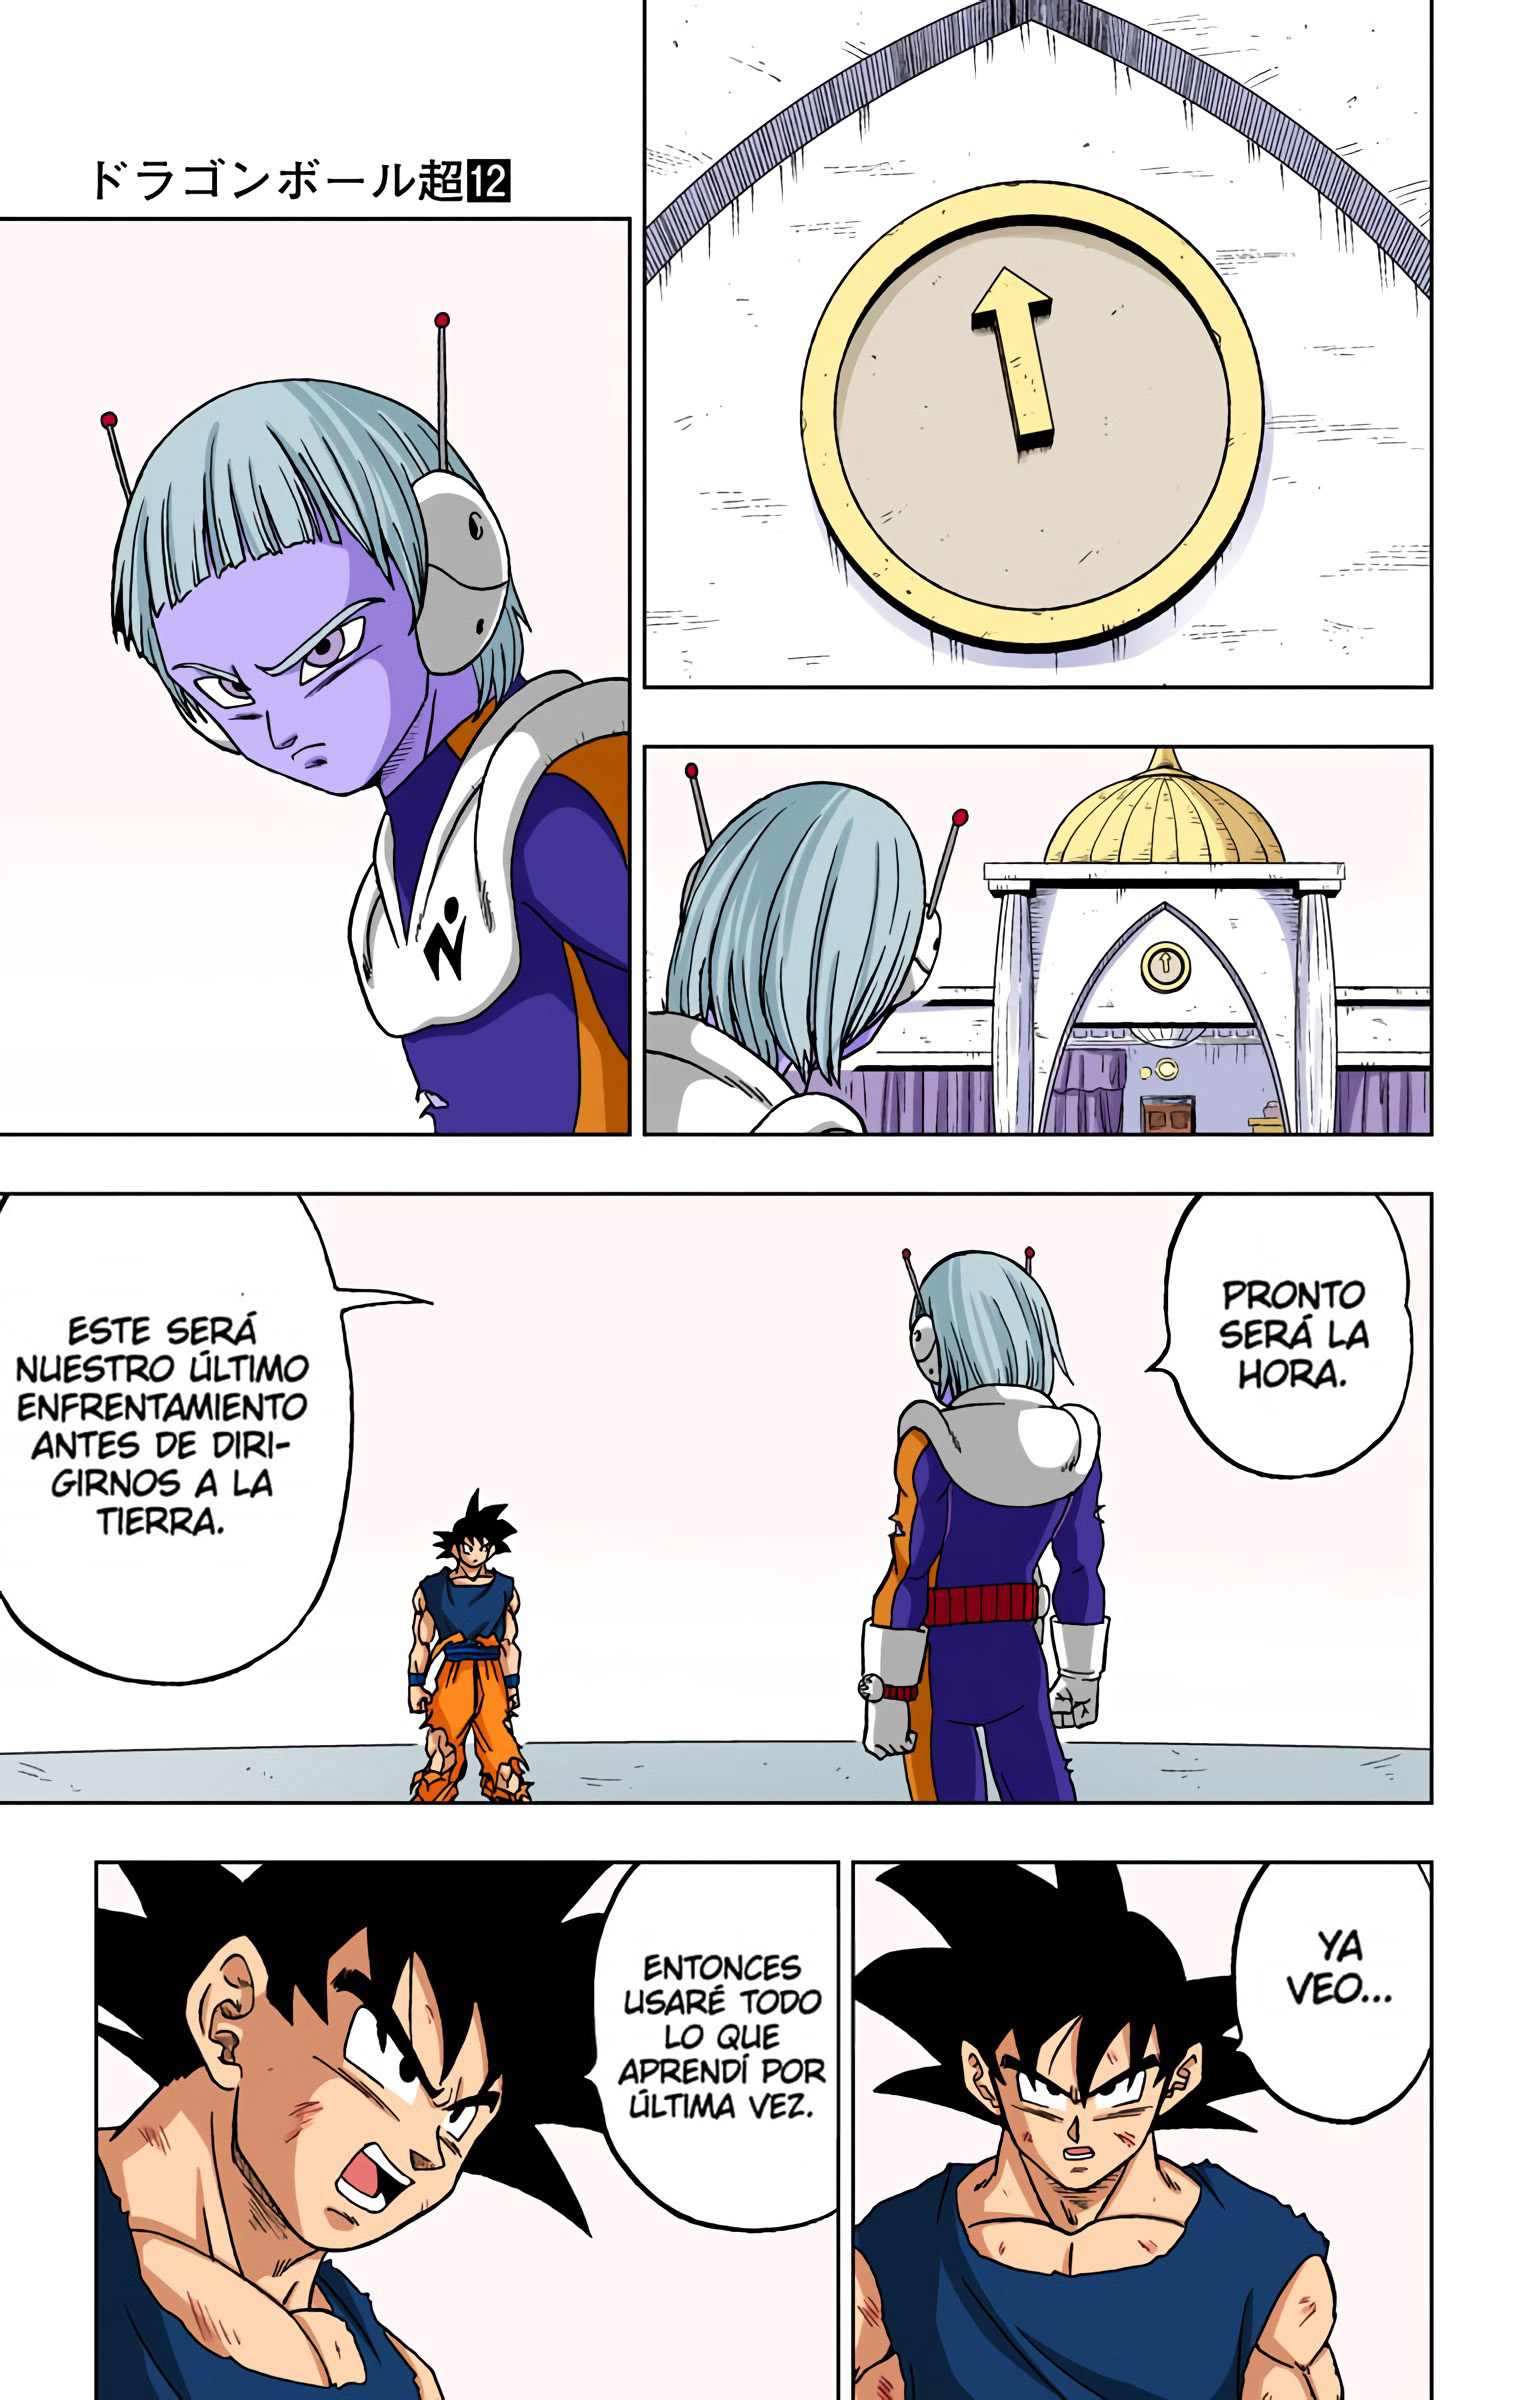 ドラゴンボール超12
PRONTO
SERÁ LA
HORA.
ESTE SERÁ
NUESTRO ÚLTIMO
ENFRENTAMIENTO
ANTES DE DIRI-
GIRNOS A LA
TIERRA.
YA
VEO...
ENTONCES
USARÉ TODO
LO QUE
APRENDÍ POR
ÚLTIMA VEZ.